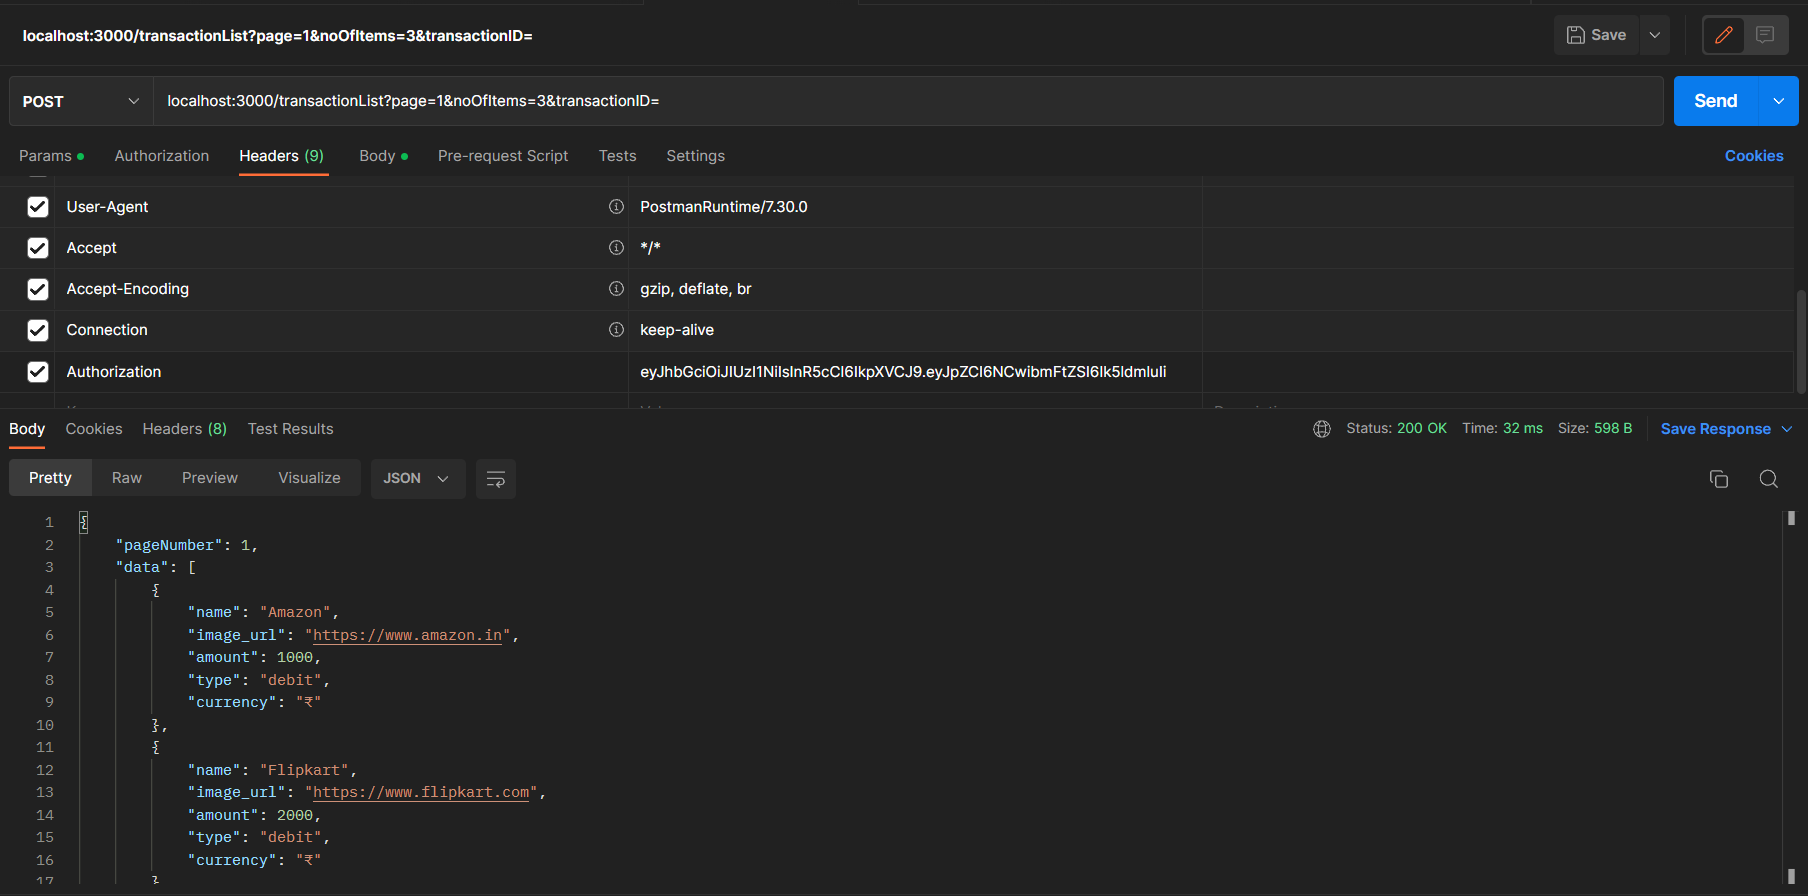 localhost:3000/transactionList?page=1&noOfItems=3&transactionID=
Save
POST
localhost:3000/transactionList?page=1&noOfItems=3&transactionID=
Send
Params
Authorization
Headers (9)
Body
Pre-request Script
Tests
Settings
Cookies
User-Agent PostmanRuntime/7.30.0
Accept */*
Accept-Encoding gzip, deflate, br
Connection keep-alive
Authorization eyJhbGciOiJIUzI1NiIsInR5cCI6IkpXVCJ9.eyJpZCI6NCwibmFtZSI6Ik5ldmluIi
Body
Cookies
Headers (8)
Test Results
Status: 200 OK Time: 32 ms Size: 598 B
Save Response
Pretty
Raw
Preview
Visualize
JSON
1 {
2 "pageNumber": 1,
3 "data": [
4 {
5 "name": "Amazon",
6 "image_url": "https://www.amazon.in",
7 "amount": 1000,
8 "type": "debit",
9 "currency": "₹"
10 },
11 {
12 "name": "Flipkart",
13 "image_url": "https://www.flipkart.com",
14 "amount": 2000,
15 "type": "debit",
16 "currency": "₹"
17 }